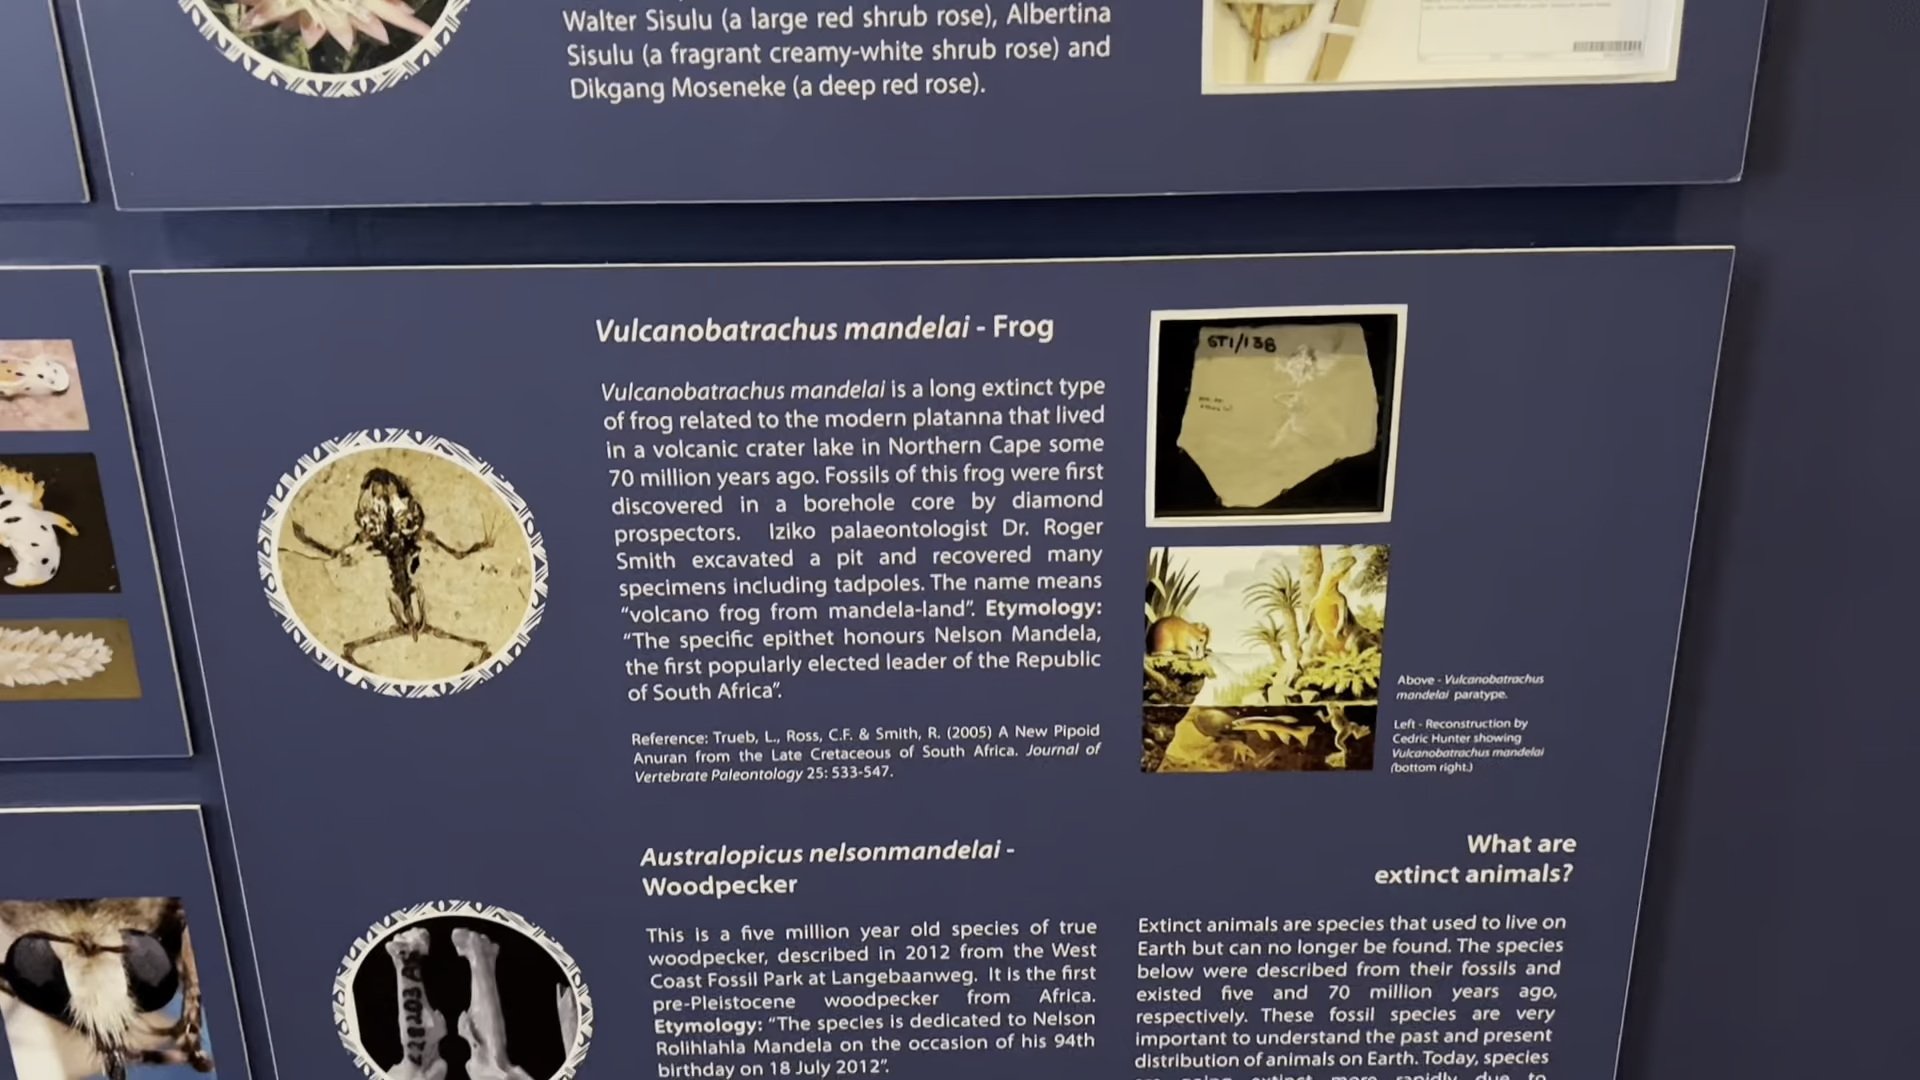 Walter Sisulu (a large red shrub rose), Albertina
Sisulu (a fragrant creamy-white shrub rose) and
Dikgang Moseneke (a deep red rose).
Vulcanobatrachus mandelai - Frog
Vulcanobatrachus mandelai is a long extinct type
of frog related to the modern platanna that lived
in a volcanic crater lake in Northern Cape some
70 million years ago. Fossils of this frog were first
discovered in a borehole core by diamond
prospectors. Iziko palaeontologist Dr. Roger
Smith excavated a pit and recovered many
specimens including tadpoles. The name means
“volcano frog from mandela-land”. Etymology:
“The specific epithet honours Nelson Mandela,
the first popularly elected leader of the Republic
of South Africa”.
Reference: Trueb, L., Ross, C.F. & Smith, R. (2005) A New Pipoid
Anuran from the Late Cretaceous of South Africa. Journal of
Vertebrate Paleontology 25: 533-547.
Above - Vulcanobatrachus
mandelai paratype.
Left - Reconstruction by
Cedric Hunter showing
Vulcanobatrachus mandelai
(bottom right.)
Australopicus nelsonmandelai -
Woodpecker
This is a five million year old species of true
woodpecker, described in 2012 from the West
Coast Fossil Park at Langebaanweg. It is the first
pre-Pleistocene woodpecker from Africa.
Etymology: “The species is dedicated to Nelson
Rolihlahla Mandela on the occasion of his 94th
birthday on 18 July 2012”.
What are
extinct animals?
Extinct animals are species that used to live on
Earth but can no longer be found. The species
below were described from their fossils and
existed five and 70 million years ago,
respectively. These fossil species are very
important to understand the past and present
distribution of animals on Earth. Today, species
extinct more rapidly due to